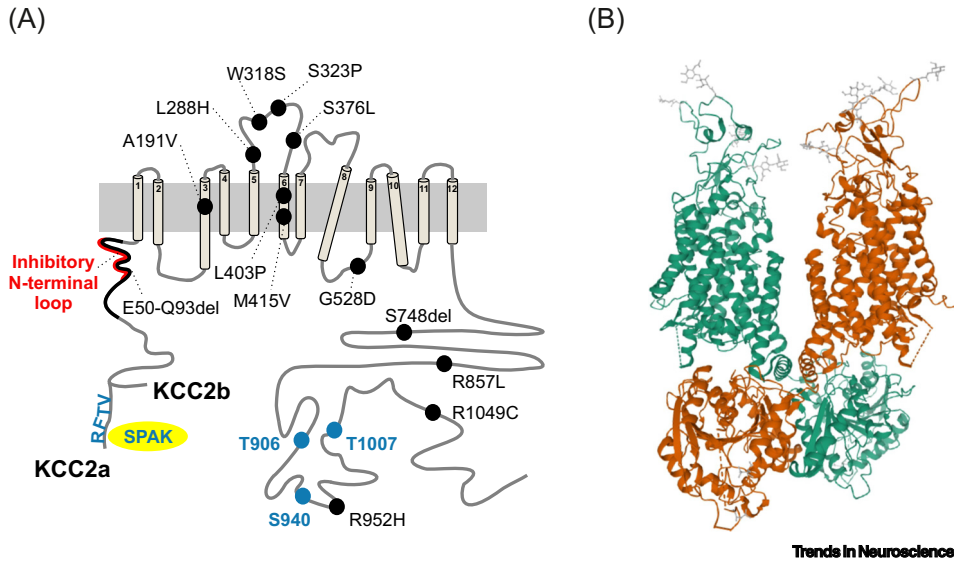 (A)
(B)
W318S
S323P
L288H
S376L
A191V
1
2
3
4
5
6
7
8
9
10
11
12
Inhibitory
N-terminal
loop
L403P
E50-Q93del
M415V
G528D
S748del
KCC2b
R857L
RFTV
SPAK
R1049C
KCC2a
T906
T1007
S940
R952H
Trends in Neuroscience